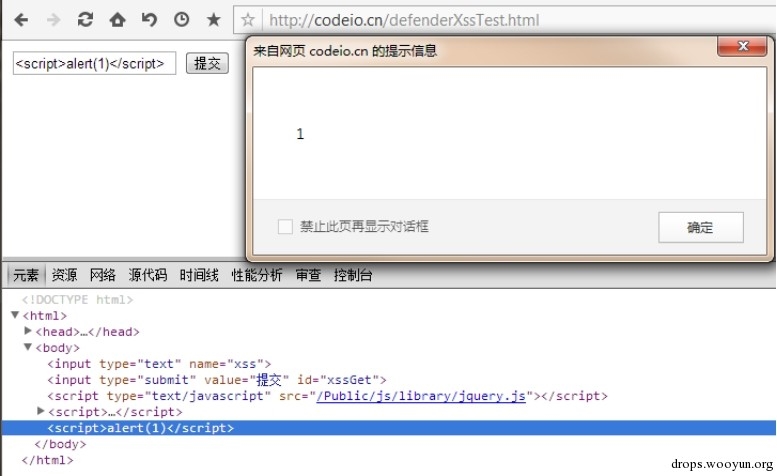 http://codeio.cn/defenderXssTest.html
来自网页 codeio.cn 的提示信息
<script>alert(1)</script> 提交
1
禁止此页再显示对话框 确定
元素 资源 网络 源代码 时间线 性能分析 审查 控制台
<!DOCTYPE html>
<html>
<head>…</head>
<body>
<input type="text" name="xss">
<input type="submit" value="提交" id="xssGet">
<script type="text/javascript" src="/Public/js/library/jquery.js"></script>
<script>…</script>
<script>alert(1)</script>
</body>
</html>
drops.wooyun.org